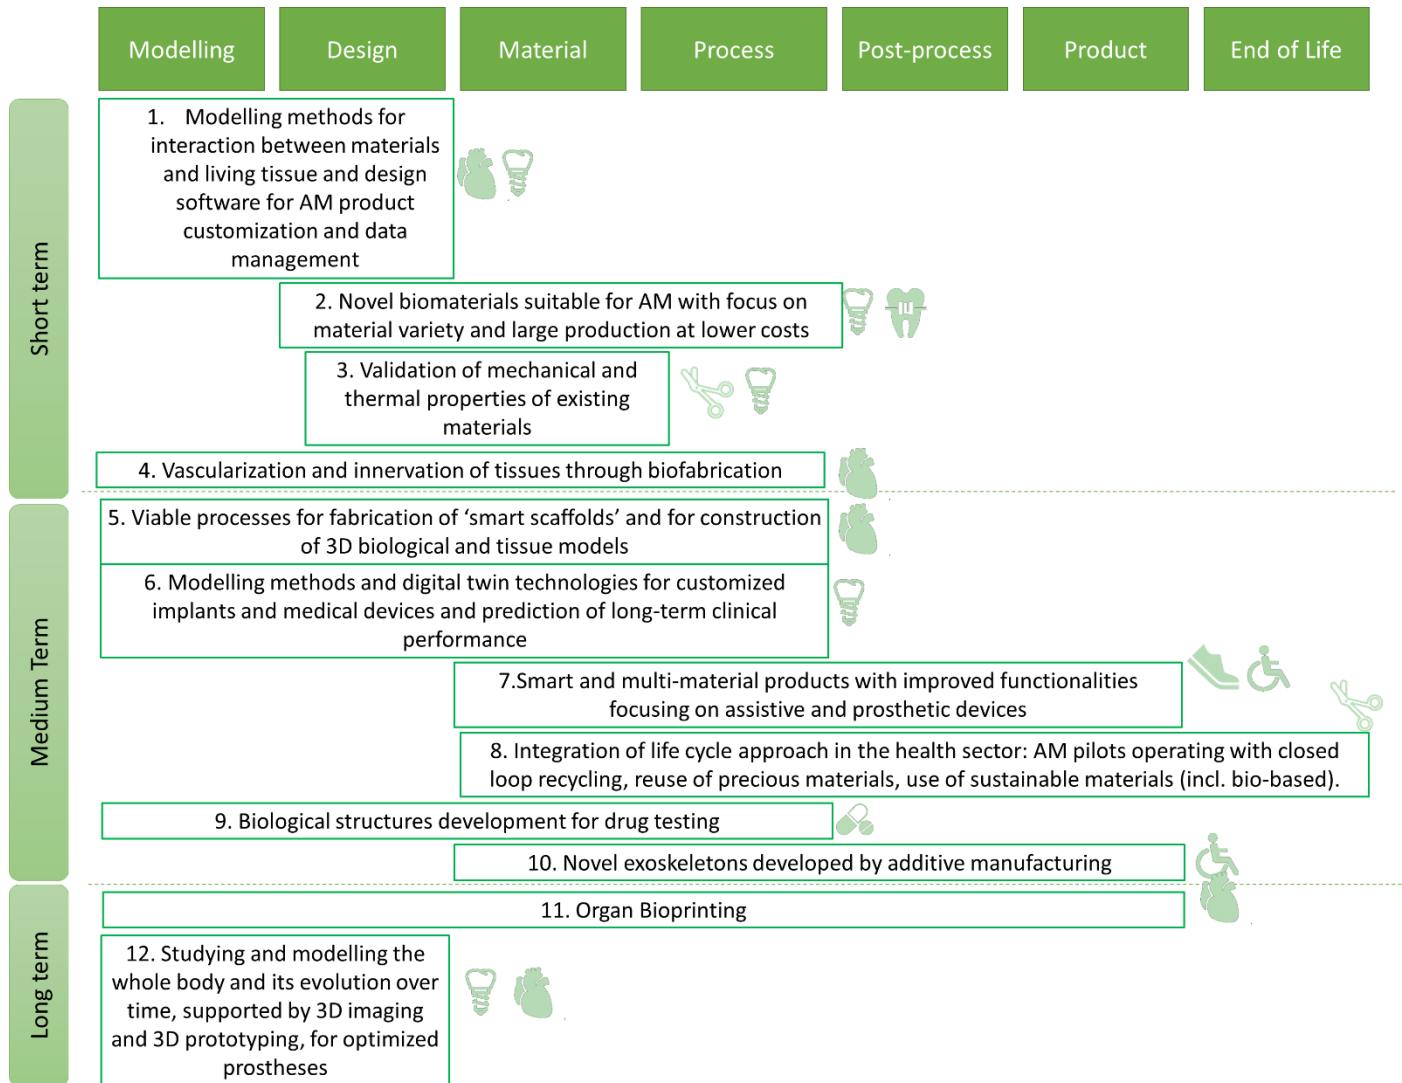 Modelling
Design
Material
Process
Post-process
Product
End of Life
Short term
1. Modelling methods for
interaction between materials
and living tissue and design
software for AM product
customization and data
management
2. Novel biomaterials suitable for AM with focus on
material variety and large production at lower costs
3. Validation of mechanical and
thermal properties of existing
materials
4. Vascularization and innervation of tissues through biofabrication
Medium Term
5. Viable processes for fabrication of ‘smart scaffolds’ and for construction
of 3D biological and tissue models
6. Modelling methods and digital twin technologies for customized
implants and medical devices and prediction of long-term clinical
performance
7.Smart and multi-material products with improved functionalities
focusing on assistive and prosthetic devices
8. Integration of life cycle approach in the health sector: AM pilots operating with closed
loop recycling, reuse of precious materials, use of sustainable materials (incl. bio-based).
9. Biological structures development for drug testing
10. Novel exoskeletons developed by additive manufacturing
Long term
11. Organ Bioprinting
12. Studying and modelling the
whole body and its evolution over
time, supported by 3D imaging
and 3D prototyping, for optimized
prostheses